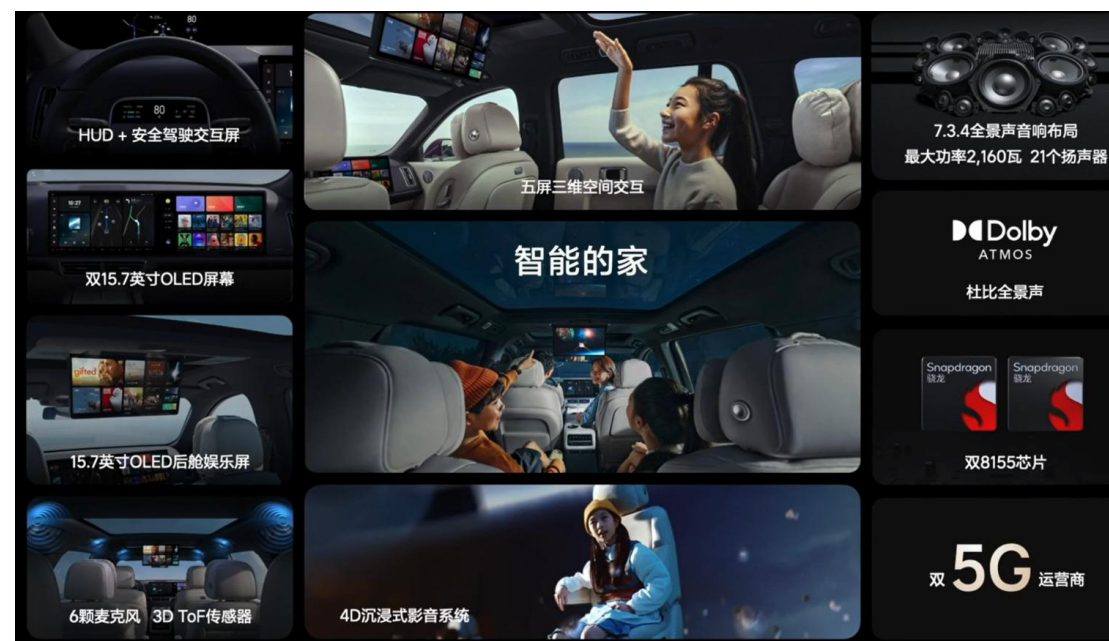 80
80
HUD + 安全驾驶交互屏
10:27
双15.7英寸OLED屏幕
gifted
15.7英寸OLED后舱娱乐屏
6颗麦克风 3D ToF传感器
五屏三维空间交互
智能的家
4D沉浸式影音系统
7.3.4全景声音响布局
最大功率2,160瓦 21个扬声器
Dolby
ATMOS
杜比全景声
Snapdragon
骁龙
Snapdragon
骁龙
双8155芯片
双5G运营商